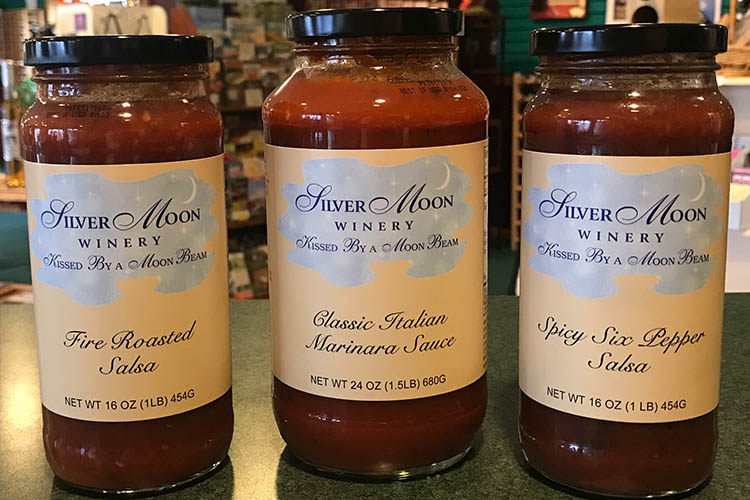 SILVER MOON
WINERY
KISSED BY A MOON BEAM
Fire Roasted
Salsa
NET WT 16 OZ (1LB) 454G
SILVER MOON
WINERY
KISSED BY A MOON BEAM
Classic Italian
Marinara Sauce
NET WT 24 OZ (1.5LB) 680G
SILVER MOON
WINERY
KISSED BY A MOON BEAM
Spicy Six Pepper
Salsa
NET WT 16 OZ (1 LB) 454G